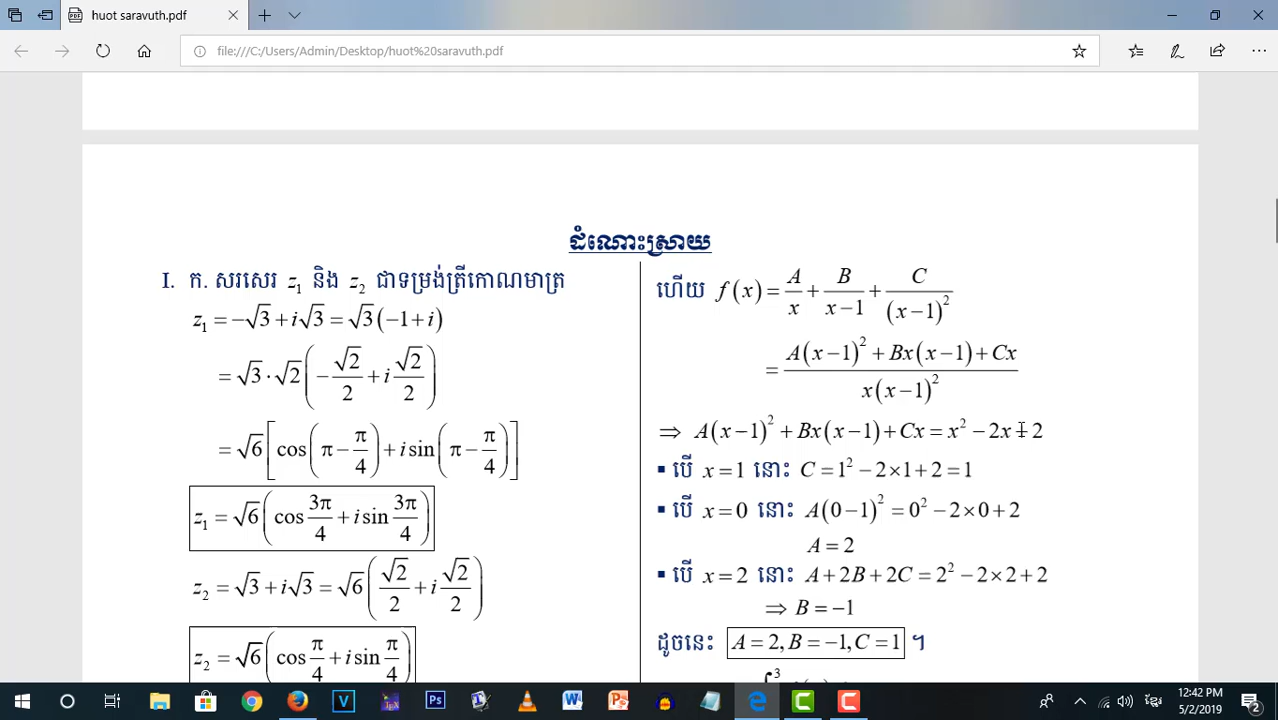 huot saravuth.pdf
file:///C:/Users/Admin/Desktop/huot%20saravuth.pdf
ដំណោះស្រាយ
I. ក. សរសេរ z₁ និង z₂ ជាទម្រង់ត្រីកោណមាត្រ
z₁ = −√3 + i√3 = √3(−1 + i)
= √3 · √2(−√2/2 + i√2/2)
= √6[cos(π − π/4) + i sin(π − π/4)]
z₁ = √6(cos 3π/4 + i sin 3π/4)
z₂ = √3 + i√3 = √6(√2/2 + i√2/2)
z₂ = √6(cos π/4 + i sin π/4)
ហើយ f(x) = A/x + B/(x−1) + C/(x−1)²
= (A(x−1)² + Bx(x−1) + Cx)/(x(x−1)²)
⇒ A(x−1)² + Bx(x−1) + Cx = x² − 2x + 2
▪ បើ x = 1 នោះ C = 1² − 2×1 + 2 = 1
▪ បើ x = 0 នោះ A(0−1)² = 0² − 2×0 + 2
A = 2
▪ បើ x = 2 នោះ A + 2B + 2C = 2² − 2×2 + 2
⇒ B = −1
ដូចនេះ A = 2, B = −1, C = 1 ។
12:42 PM
5/2/2019